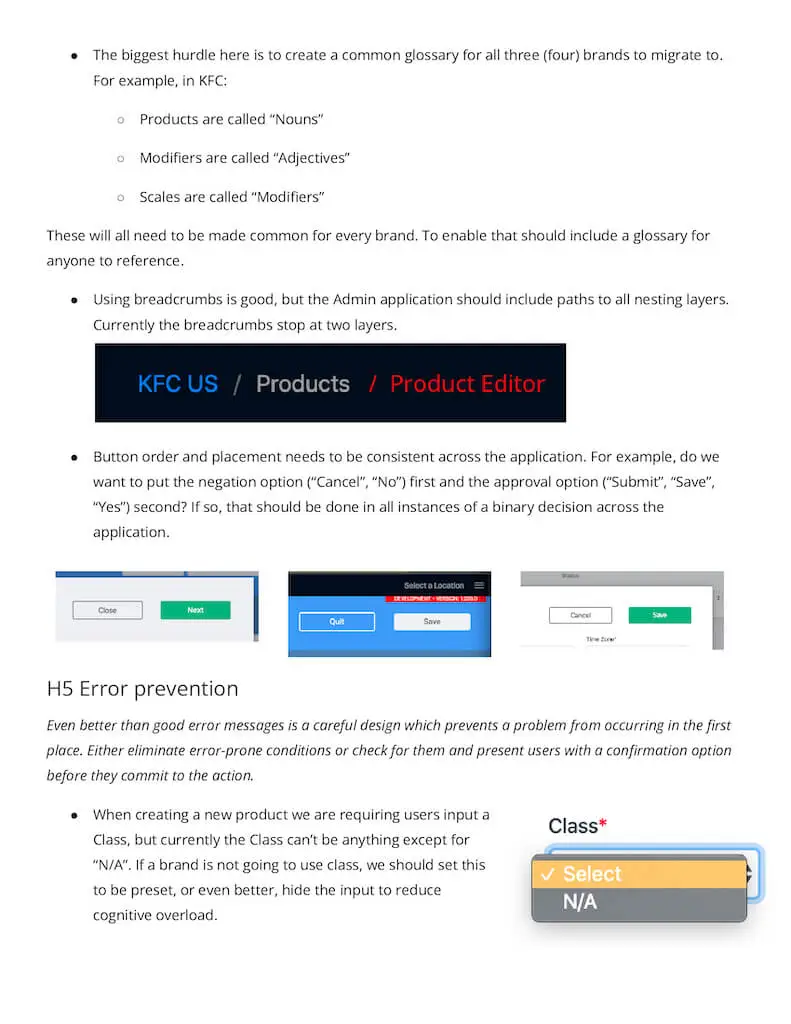 • The biggest hurdle here is to create a common glossary for all three (four) brands to migrate to.
For example, in KFC:
○ Products are called “Nouns”
○ Modifiers are called “Adjectives”
○ Scales are called “Modifiers”
These will all need to be made common for every brand. To enable that should include a glossary for
anyone to reference.
• Using breadcrumbs is good, but the Admin application should include paths to all nesting layers.
Currently the breadcrumbs stop at two layers.
KFC US / Products / Product Editor
• Button order and placement needs to be consistent across the application. For example, do we
want to put the negation option (“Cancel”, “No”) first and the approval option (“Submit”, “Save”,
“Yes”) second? If so, that should be done in all instances of a binary decision across the
application.
Close Next
Select a Location
DEVELOPMENT - VERSION:
Quit Save
Status
Cancel Save
Time Zone*
H5 Error prevention
Even better than good error messages is a careful design which prevents a problem from occurring in the first
place. Either eliminate error-prone conditions or check for them and present users with a confirmation option
before they commit to the action.
• When creating a new product we are requiring users input a
Class, but currently the Class can’t be anything except for
“N/A”. If a brand is not going to use class, we should set this
to be preset, or even better, hide the input to reduce
cognitive overload.
Class*
✓ Select
N/A